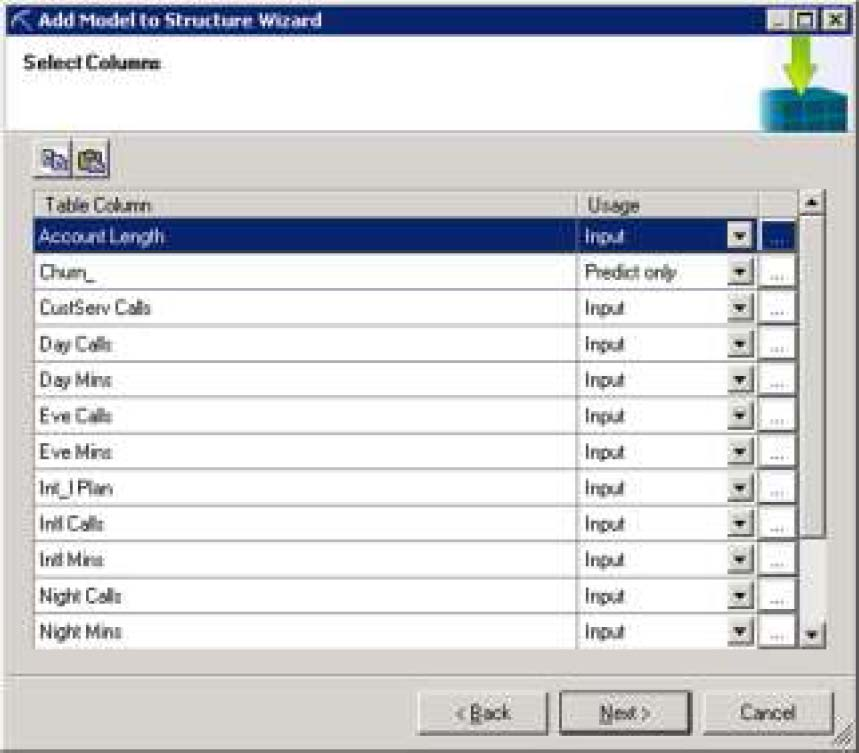 Add Model to Structure Wizard
Select Columns
Table Column Usage
Account Length Input ...
Churn_ Predict only ...
CustServ Calls Input ...
Day Calls Input ...
Day Mins Input ...
Eve Calls Input ...
Eve Mins Input ...
Int_l Plan Input ...
Intl Calls Input ...
Intl Mins Input ...
Night Calls Input ...
Night Mins Input ...
< Back Next > Cancel